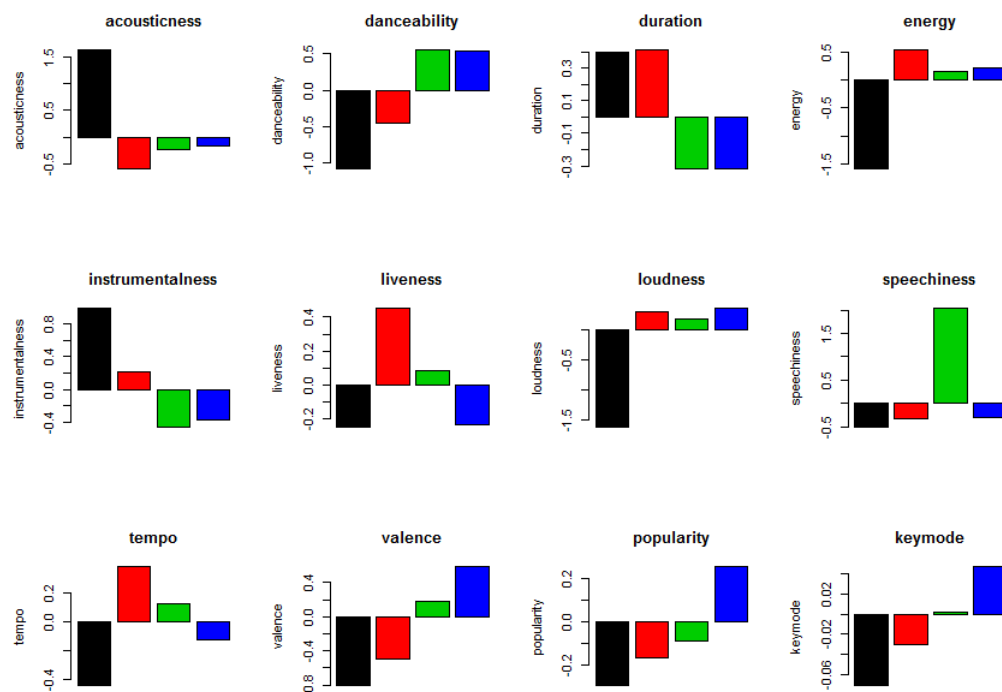 acousticness
danceability
duration
energy
acousticness
-0.5 0.5 1.5
danceability
-1.0 -0.5 0.0 0.5
duration
-0.3 -0.1 0.1 0.3
energy
-1.5 -0.5 0.5
instrumentalness
liveness
loudness
speechiness
instrumentalness
-0.4 0.0 0.4 0.8
liveness
-0.2 0.0 0.2 0.4
loudness
-1.5 -0.5
speechiness
-0.5 0.5 1.5
tempo
valence
popularity
keymode
tempo
-0.4 0.2
valence
0.8 -0.4 0.0 0.4
popularity
-0.2 0.0 0.2
keymode
-0.06 -0.02 0.02